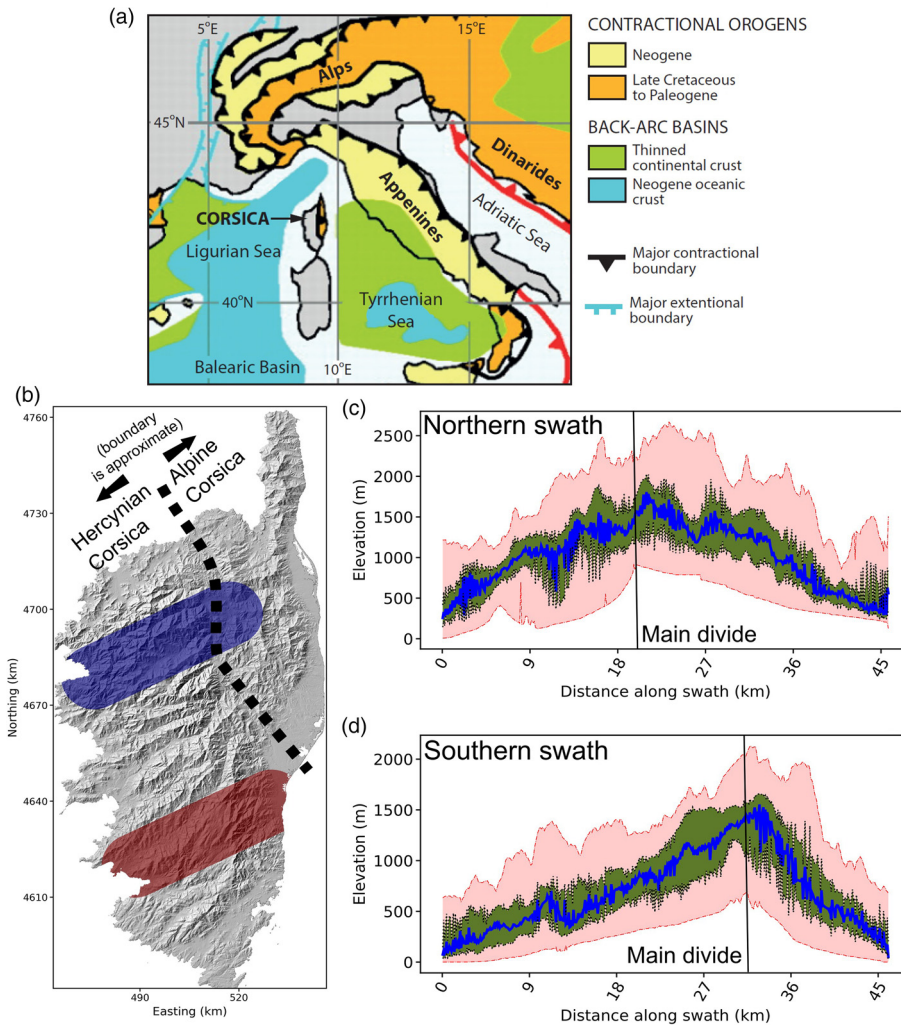 (a)
5°E
15°E
CONTRACTIONAL OROGENS
Neogene
Late Cretaceous
to Paleogene
BACK-ARC BASINS
Thinned
continental crust
Neogene oceanic
crust
Major contractional
boundary
Major extentional
boundary
Alps
45°N
Dinarides
Appenines
Adriatic Sea
CORSICA
Ligurian Sea
40°N
Tyrrhenian
Sea
Balearic Basin
10°E
(b)
4760
4730
4700
4670
4640
4610
Northing (km)
(boundary
is approximate)
Alpine
Corsica
Hercynian
Corsica
490
520
Easting (km)
(c)
Northern swath
2500
2000
1500
1000
500
0
Elevation (m)
Main divide
0
9
18
27
36
45
Distance along swath (km)
(d)
Southern swath
2000
1500
1000
500
0
Elevation (m)
Main divide
0
9
18
27
36
45
Distance along swath (km)